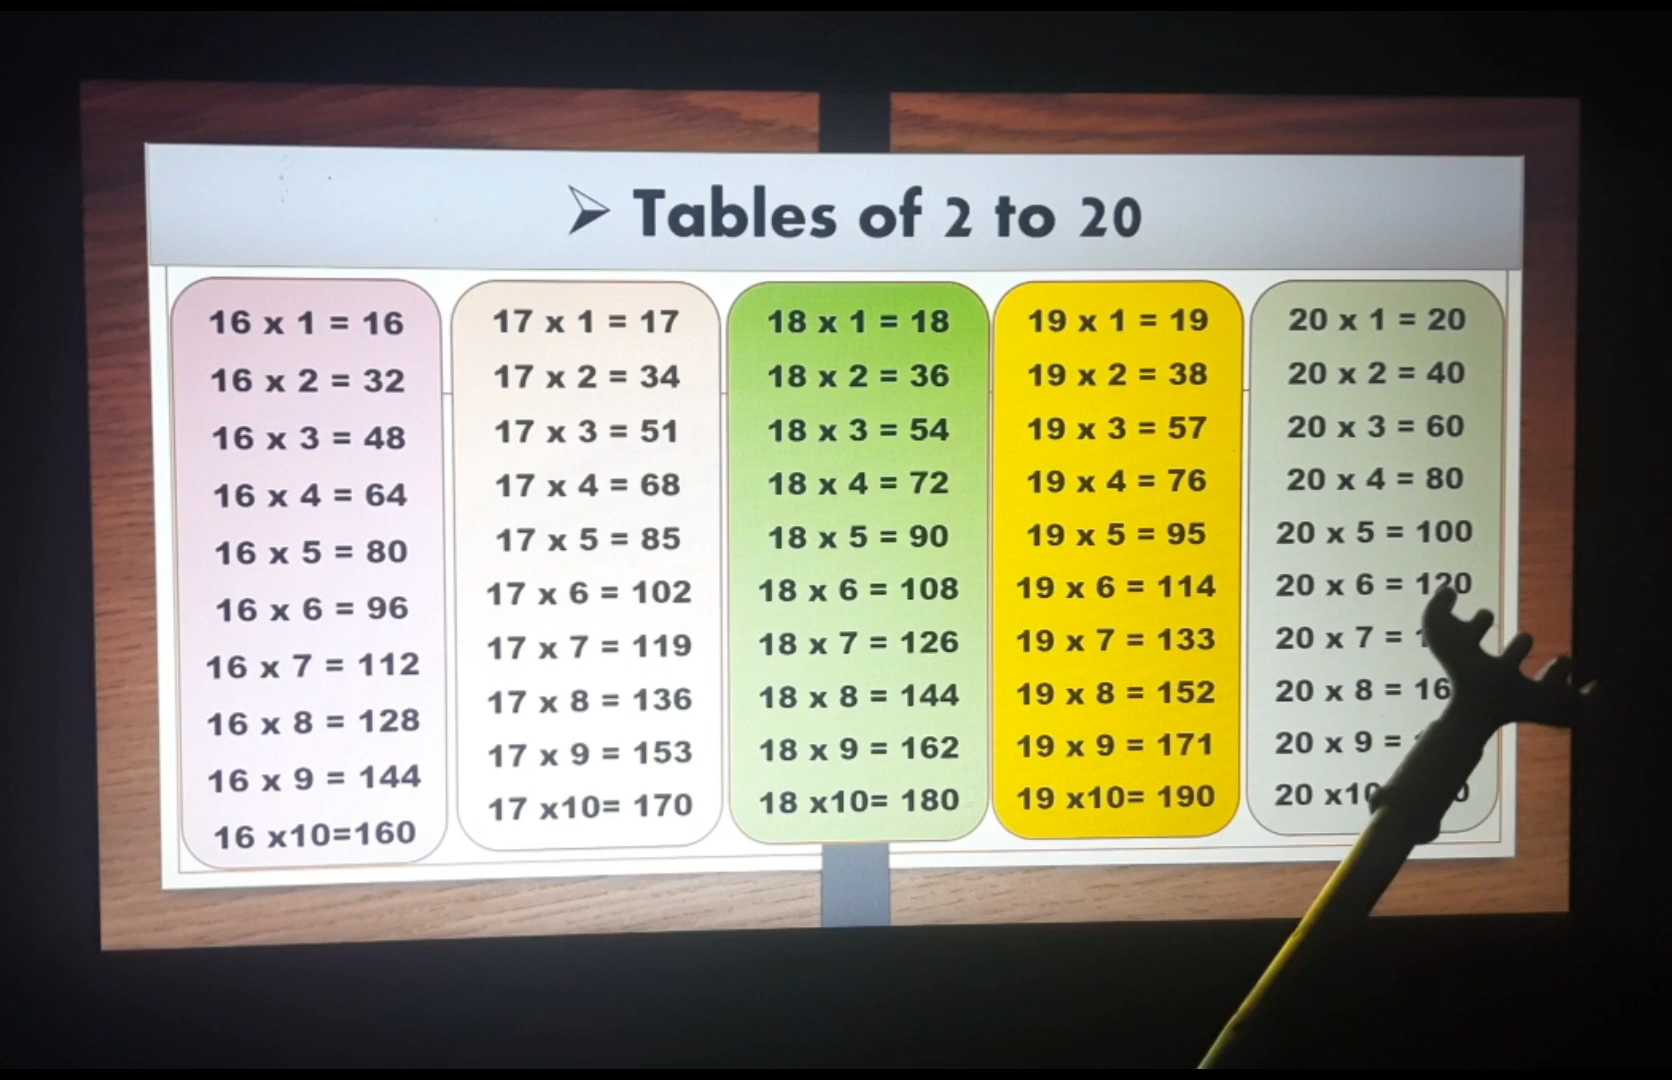 Tables of 2 to 20
16 x 1 = 16
16 x 2 = 32
16 x 3 = 48
16 x 4 = 64
16 x 5 = 80
16 x 6 = 96
16 x 7 = 112
16 x 8 = 128
16 x 9 = 144
16 x10=160
17 x 1 = 17
17 x 2 = 34
17 x 3 = 51
17 x 4 = 68
17 x 5 = 85
17 x 6 = 102
17 x 7 = 119
17 x 8 = 136
17 x 9 = 153
17 x10= 170
18 x 1 = 18
18 x 2 = 36
18 x 3 = 54
18 x 4 = 72
18 x 5 = 90
18 x 6 = 108
18 x 7 = 126
18 x 8 = 144
18 x 9 = 162
18 x10= 180
19 x 1 = 19
19 x 2 = 38
19 x 3 = 57
19 x 4 = 76
19 x 5 = 95
19 x 6 = 114
19 x 7 = 133
19 x 8 = 152
19 x 9 = 171
19 x10= 190
20 x 1 = 20
20 x 2 = 40
20 x 3 = 60
20 x 4 = 80
20 x 5 = 100
20 x 6 = 120
20 x 7 =
20 x 8 =
20 x 9 =
20 x10